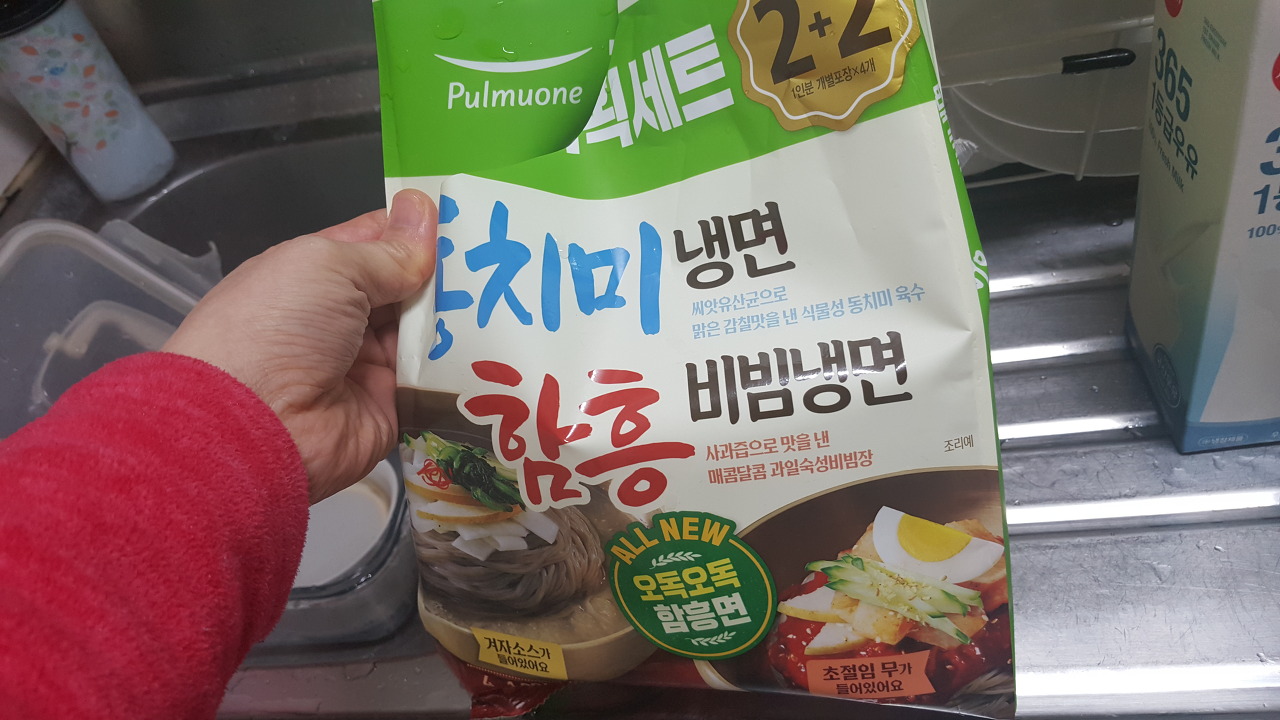 Pulmuone
세트
2+2
1인분 개별포장×4개
동치미 냉면
씨앗유산균으로
맑은 감칠맛을 낸 식물성 동치미 육수
함흥 비빔냉면
사과즙으로 맛을 낸
매콤달콤 과일숙성비빔장
조리예
ALL NEW
오독오독
함흥면
겨자소스가
들어있어요
초절임 무가
들어있어요
365
1등급우유